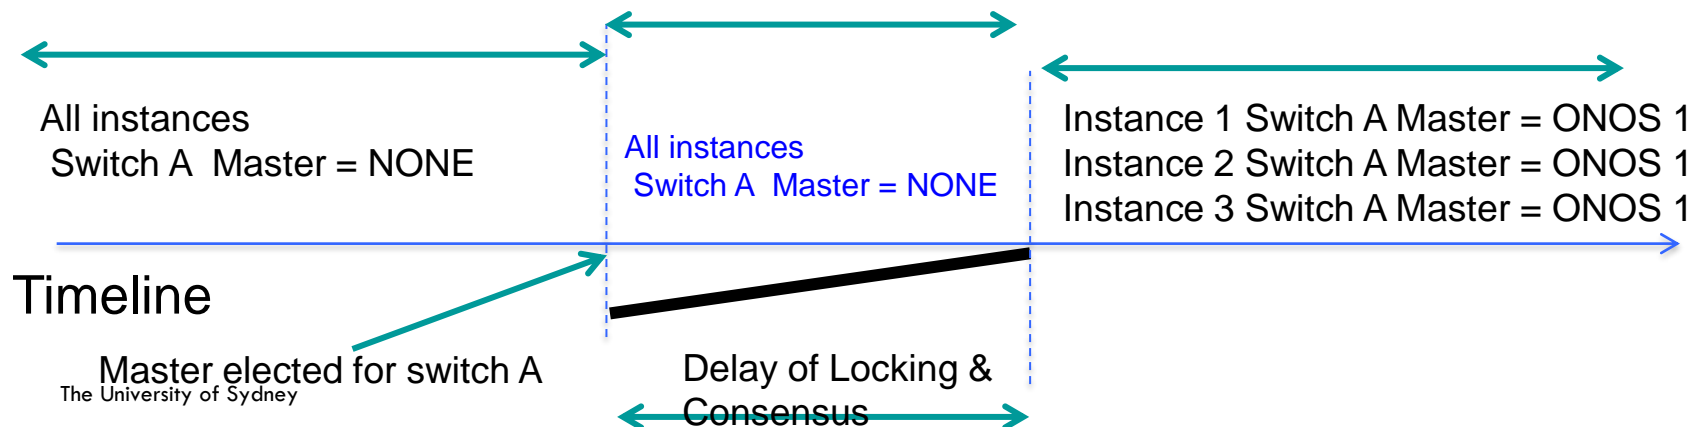 All instances
Switch A Master = NONE
All instances
Switch A Master = NONE
Instance 1 Switch A Master = ONOS 1
Instance 2 Switch A Master = ONOS 1
Instance 3 Switch A Master = ONOS 1
Timeline
Master elected for switch A
The University of Sydney
Delay of Locking &
Consensus